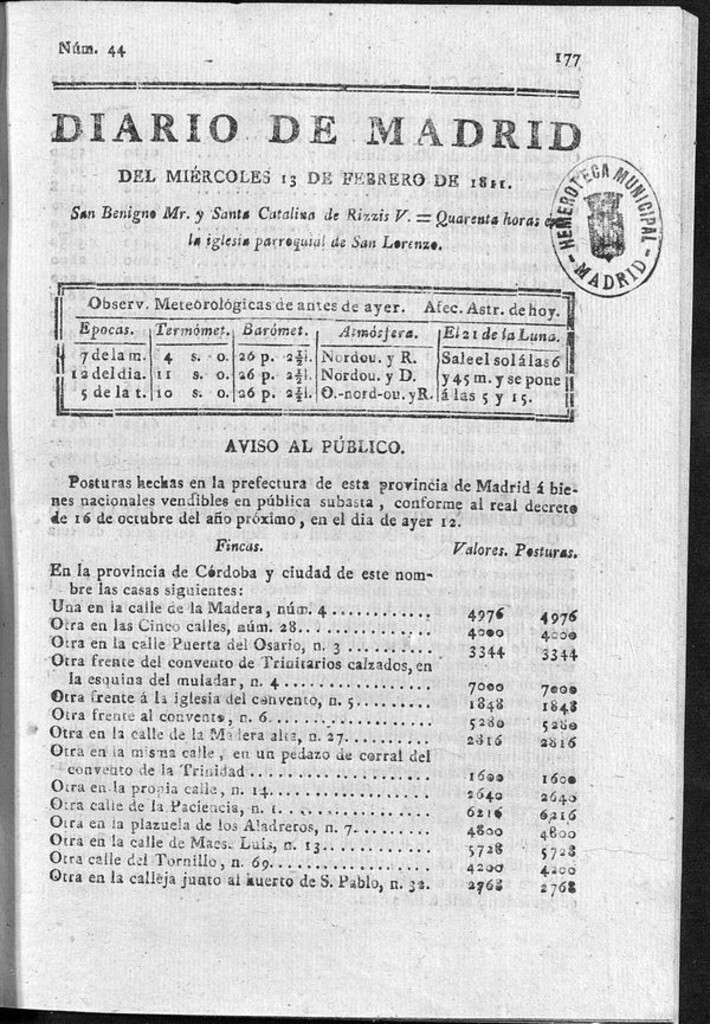 Núm. 44
177
DIARIO DE MADRID
DEL MIÉRCOLES 13 DE FEBRERO DE 1811.
San Benigno Mr. y Santa Catalina de Rizzis V. = Quarenta horas en
la iglesia parroquial de San Lorenzo.
HEMEROTECA MUNICIPAL
- MADRID -
Observ. Meteorológicas de antes de ayer. Afec. Astr. de hoy.
Epocas. Termómet. Barómet. Atmósfera. El 21 de la Luna.
7 de la m. 4 s. o. 26 p. 2½l. Nordou. y R. Sale el sol á las 6
12 del dia. 11 s. o. 26 p. 2½l. Nordou. y D. y 45 m. y se pone
5 de la t. 10 s. o. 26 p. 2½l. O.-nord-ou. y R. á las 5 y 15.
AVISO AL PÚBLICO.
Posturas hechas en la prefectura de esta provincia de Madrid á bie-
nes nacionales vendibles en pública subasta, conforme al real decreto
de 16 de octubre del año próximo, en el dia de ayer 12.
Fincas. Valores. Posturas.
En la provincia de Córdoba y ciudad de este nom-
bre las casas siguientes:
Una en la calle de la Madera, núm. 4 ........... 4976 4976
Otra en las Cinco calles, núm. 28.............. 4000 4000
Otra en la calle Puerta del Osario, n. 3 ......... 3344 3344
Otra frente del convento de Trinitarios calzados, en
la esquina del muladar, n. 4.................. 7000 7000
Otra frente á la iglesia del convento, n. 5........ 1848 1848
Otra frente al convento, n. 6.................. 5280 5280
Otra en la calle de la Madera alta, n. 27......... 2816 2816
Otra en la misma calle, en un pedazo de corral del
convento de la Trinidad..................... 1600 1600
Otra en la propia calle, n. 14.................. 2640 2640
Otra calle de la Paciencia, n. 1................. 6216 6216
Otra en la plazuela de los Aladreros, n. 7......... 4800 4800
Otra en la calle de Maes. Luis, n. 13............ 5728 5728
Otra calle del Tornillo, n. 69................... 4200 4200
Otra en la calleja junto al huerto de S. Pablo, n. 32. 2768 2768